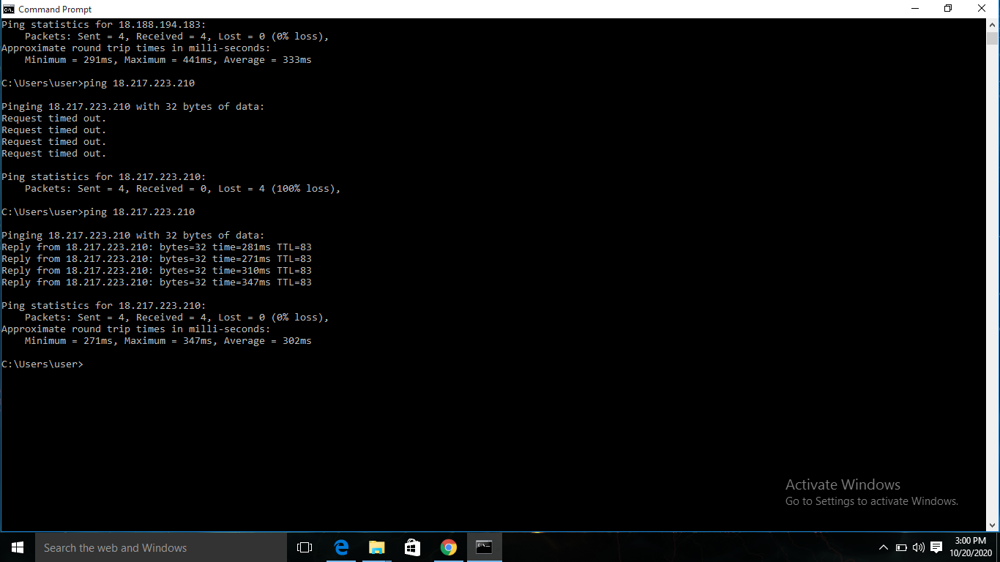 Command Prompt
Ping statistics for 18.188.194.183:
    Packets: Sent = 4, Received = 4, Lost = 0 (0% loss),
Approximate round trip times in milli-seconds:
    Minimum = 291ms, Maximum = 441ms, Average = 333ms
C:\Users\user>ping 18.217.223.210
Pinging 18.217.223.210 with 32 bytes of data:
Request timed out.
Request timed out.
Request timed out.
Request timed out.
Ping statistics for 18.217.223.210:
    Packets: Sent = 4, Received = 0, Lost = 4 (100% loss),
C:\Users\user>ping 18.217.223.210
Pinging 18.217.223.210 with 32 bytes of data:
Reply from 18.217.223.210: bytes=32 time=281ms TTL=83
Reply from 18.217.223.210: bytes=32 time=271ms TTL=83
Reply from 18.217.223.210: bytes=32 time=310ms TTL=83
Reply from 18.217.223.210: bytes=32 time=347ms TTL=83
Ping statistics for 18.217.223.210:
    Packets: Sent = 4, Received = 4, Lost = 0 (0% loss),
Approximate round trip times in milli-seconds:
    Minimum = 271ms, Maximum = 347ms, Average = 302ms
C:\Users\user>
Activate Windows
Go to Settings to activate Windows.
Search the web and Windows
3:00 PM
10/20/2020